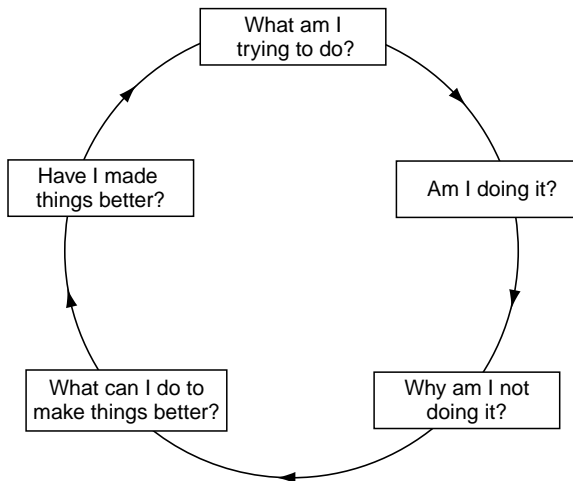 What am I
trying to do?
Am I doing it?
Why am I not
doing it?
What can I do to
make things better?
Have I made
things better?